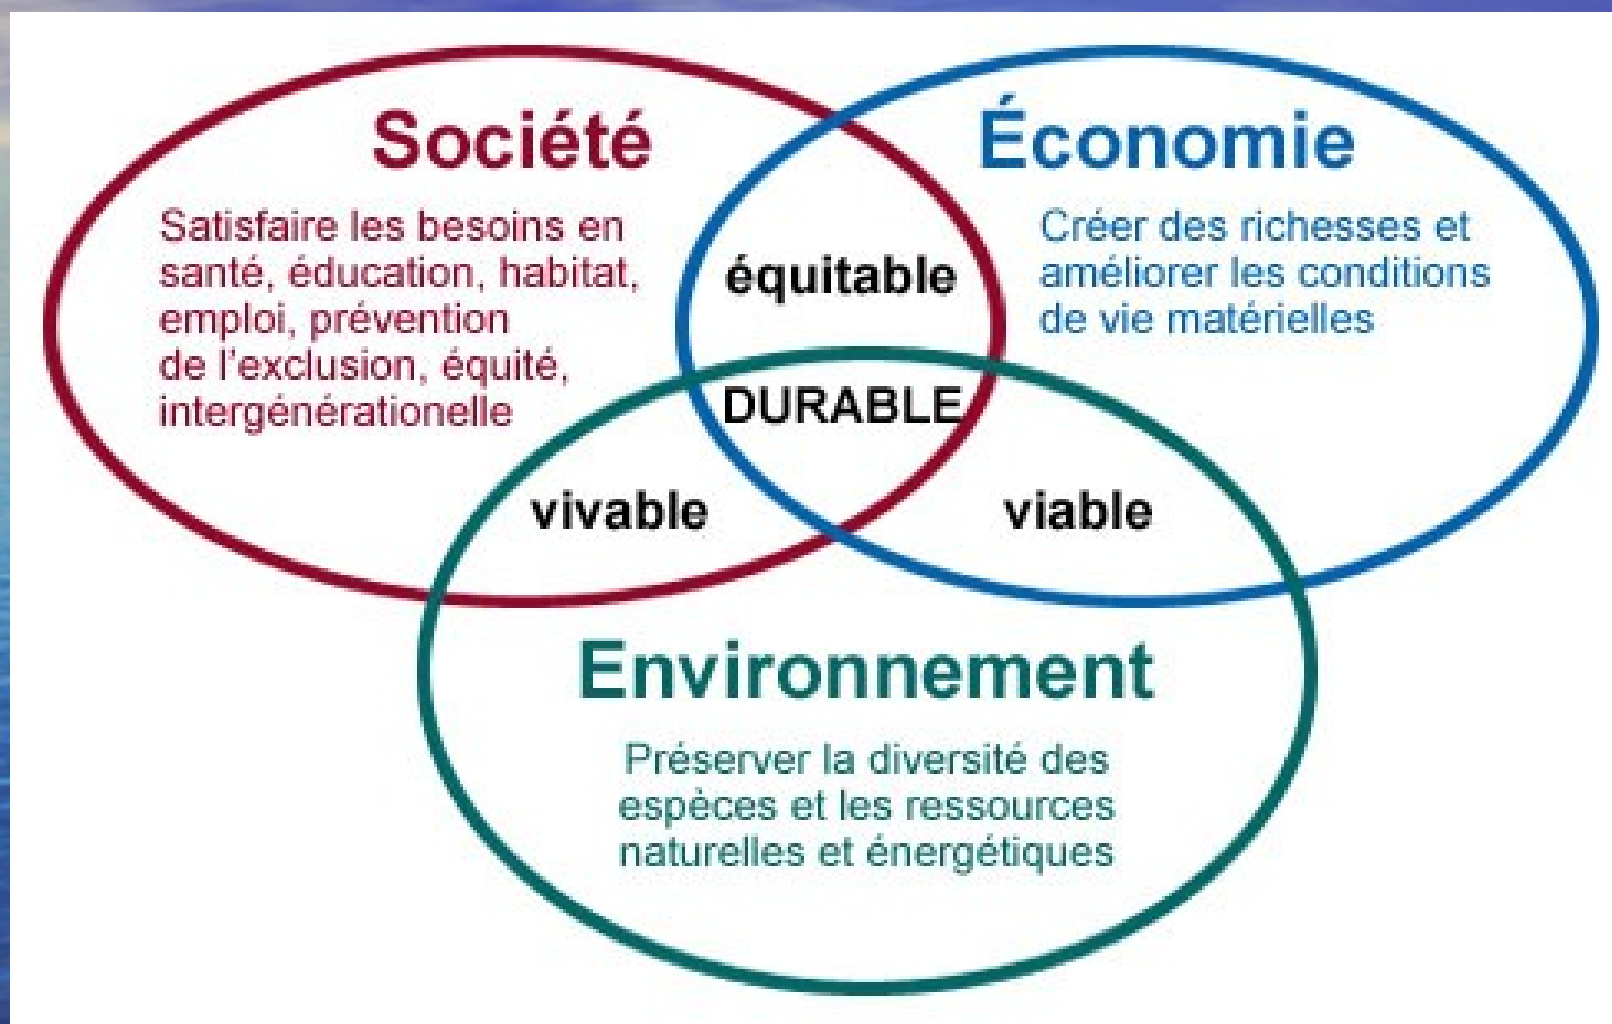 Société
Satisfaire les besoins en
santé, éducation, habitat,
emploi, prévention
de l'exclusion, équité,
intergénérationelle
Économie
Créer des richesses et
améliorer les conditions
de vie matérielles
équitable
DURABLE
vivable
viable
Environnement
Préserver la diversité des
espèces et les ressources
naturelles et énergétiques